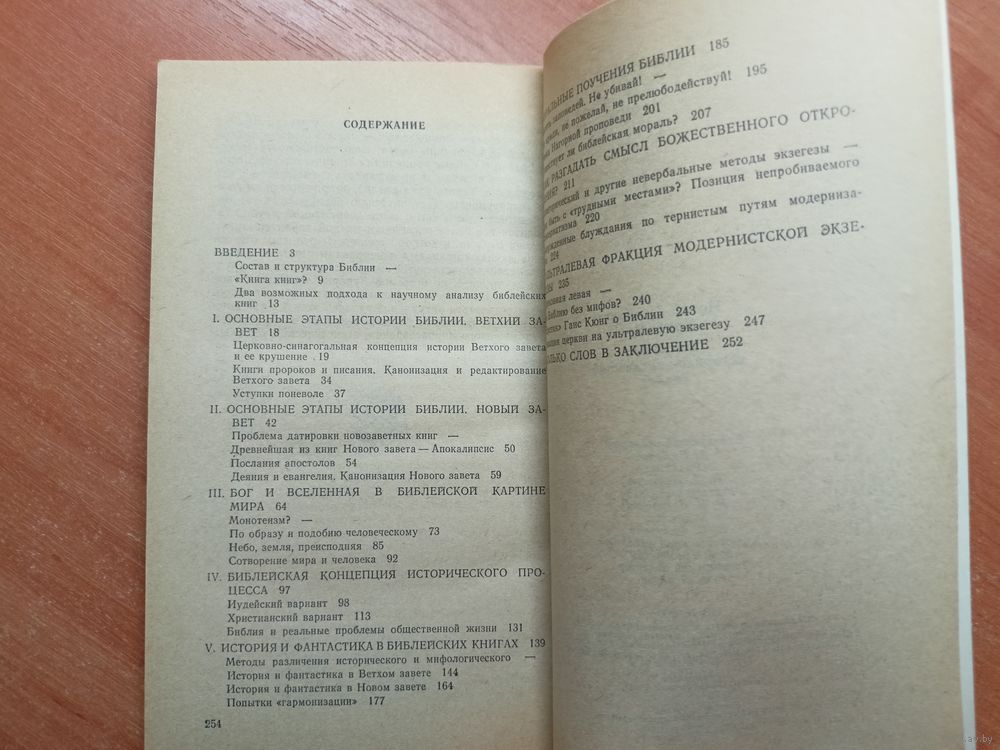 СОДЕРЖАНИЕ
ВВЕДЕНИЕ 3
Состав и структура Библии —
«Книга книг»? 9
Два возможных подхода к научному анализу библейских
книг 13
I. ОСНОВНЫЕ ЭТАПЫ ИСТОРИИ БИБЛИИ. ВЕТХИЙ ЗА-
ВЕТ 18
Церковно-синагогальная концепция истории Ветхого завета
и ее крушение .19
Книги пророков и писания. Канонизация и редактирование
Ветхого завета 34
Уступки поневоле 37
II. ОСНОВНЫЕ ЭТАПЫ ИСТОРИИ БИБЛИИ. НОВЫЙ ЗА-
ВЕТ 42
Проблема датировки новозаветных книг —
Древнейшая из книг Нового завета — Апокалипсис 50
Послания апостолов 54
Деяния и евангелия. Канонизация Нового завета 59
III. БОГ И ВСЕЛЕННАЯ В БИБЛЕЙСКОЙ КАРТИНЕ
МИРА 64
Монотеизм? —
По образу и подобию человеческому 73
Небо, земля, преисподняя 85
Сотворение мира и человека 92
IV. БИБЛЕЙСКАЯ КОНЦЕПЦИЯ ИСТОРИЧЕСКОГО ПРО-
ЦЕССА 97
Иудейский вариант 98
Христианский вариант 113
Библия и реальные проблемы общественной жизни 131
V. ИСТОРИЯ И ФАНТАСТИКА В БИБЛЕЙСКИХ КНИГАХ 139
Методы различения исторического и мифологического —
История и фантастика в Ветхом завете 144
История и фантастика в Новом завете 164
Попытки «гармонизации» 177
254
ПОУЧЕНИЯ БИБЛИИ 185
заповедей. Не убивай! —
не пожелай, не прелюбодействуй! 195
Нагорной проповеди 201
ли библейская мораль? 207
РАЗГАДАТЬ СМЫСЛ БОЖЕСТВЕННОГО ОТКРО-
211
и другие невербальные методы экзегезы —
быть с «трудными местами»? Позиция непробиваемого
220
блуждания по тернистым путям модерниза-
224
ФРАКЦИЯ МОДЕРНИСТСКОЙ ЭКЗЕ-
235
левая —
Библию без мифов? 240
Ганс Кюнг о Библии 243
церкви на ультралевую экзегезу 247
СЛОВ В ЗАКЛЮЧЕНИЕ 252